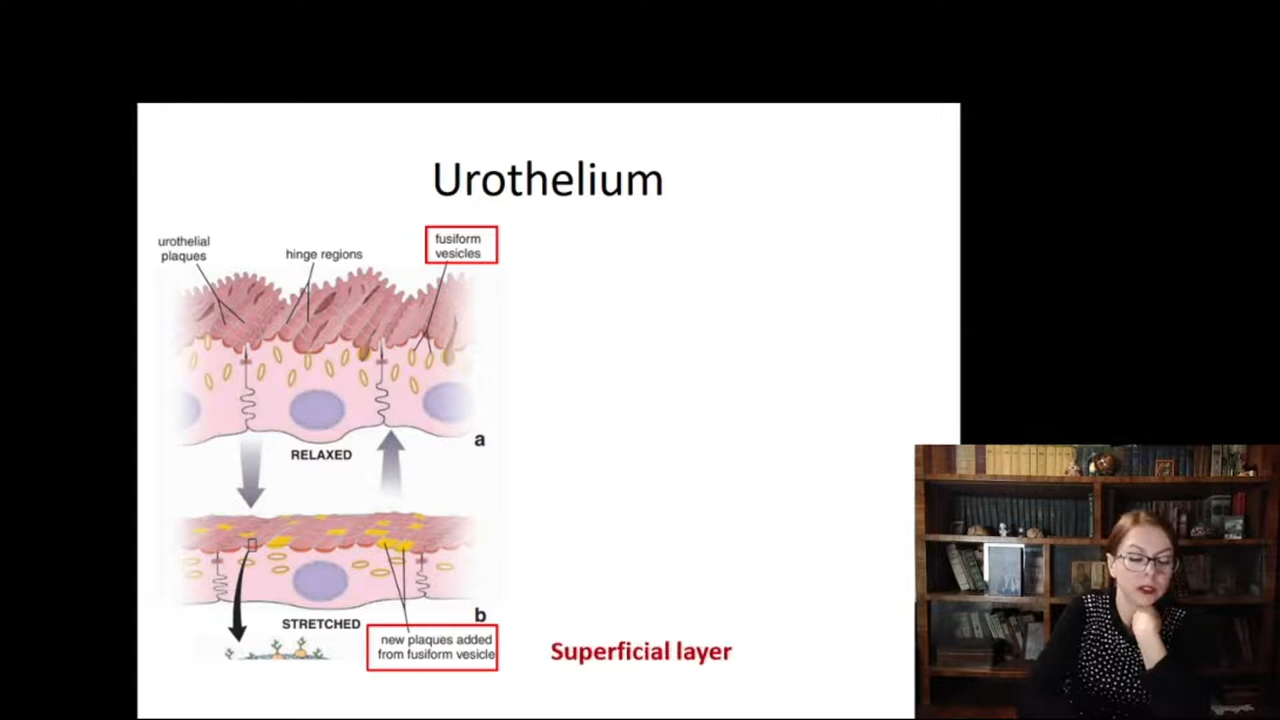 Urothelium
urothelial
plaques
hinge regions
fusiform
vesicles
a
RELAXED
b
STRETCHED
new plaques added
from fusiform vesicle
Superficial layer